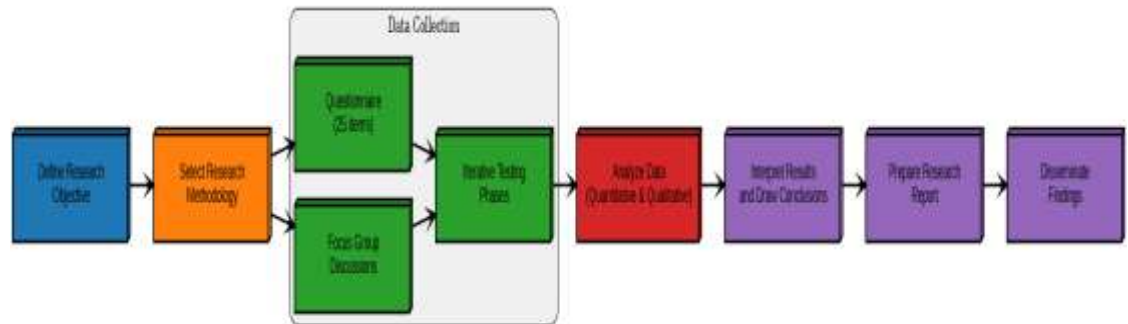 Data Collection
Define Research
Objective
Select Research
Methodology
Questionnaire
(25 items)
Focus Group
Discussions
Iterative Testing
Phases
Analyze Data
(Quantitative & Qualitative)
Interpret Results
and Draw Conclusions
Prepare Research
Report
Disseminate
Findings